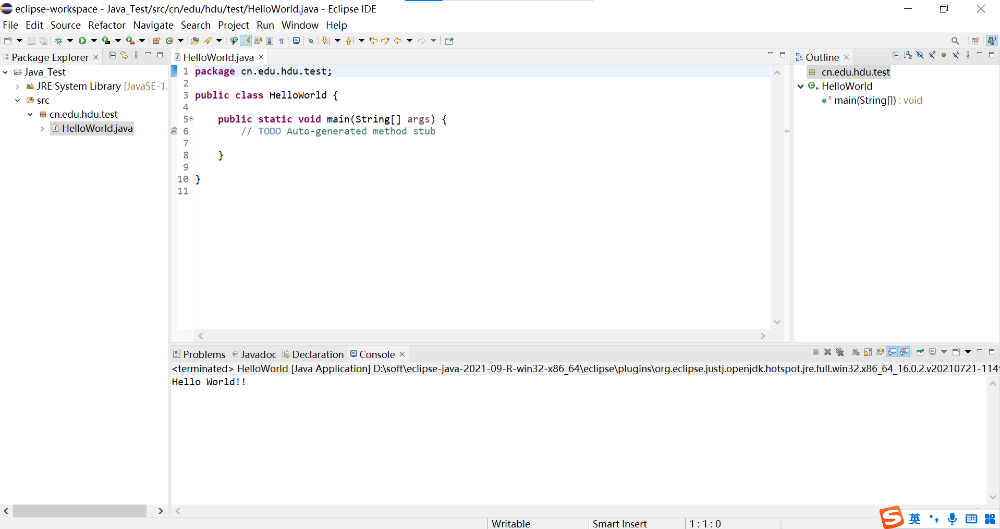 eclipse-workspace - Java_Test/src/cn/edu/hdu/test/HelloWorld.java - Eclipse IDE
File Edit Source Refactor Navigate Search Project Run Window Help
Package Explorer
Java_Test
JRE System Library [JavaSE-1.
src
cn.edu.hdu.test
HelloWorld.java
HelloWorld.java
1 package cn.edu.hdu.test;
2
3 public class HelloWorld {
4
5 public static void main(String[] args) {
6 // TODO Auto-generated method stub
7
8 }
9
10 }
11
Outline
cn.edu.hdu.test
HelloWorld
main(String[]) : void
Problems @ Javadoc Declaration Console
<terminated> HelloWorld [Java Application] D:\soft\eclipse-java-2021-09-R-win32-x86_64\eclipse\plugins\org.eclipse.justj.openjdk.hotspot.jre.full.win32.x86_64_16.0.2.v20210721-1149
Hello World!!
Writable Smart Insert 1 : 1 : 0
英